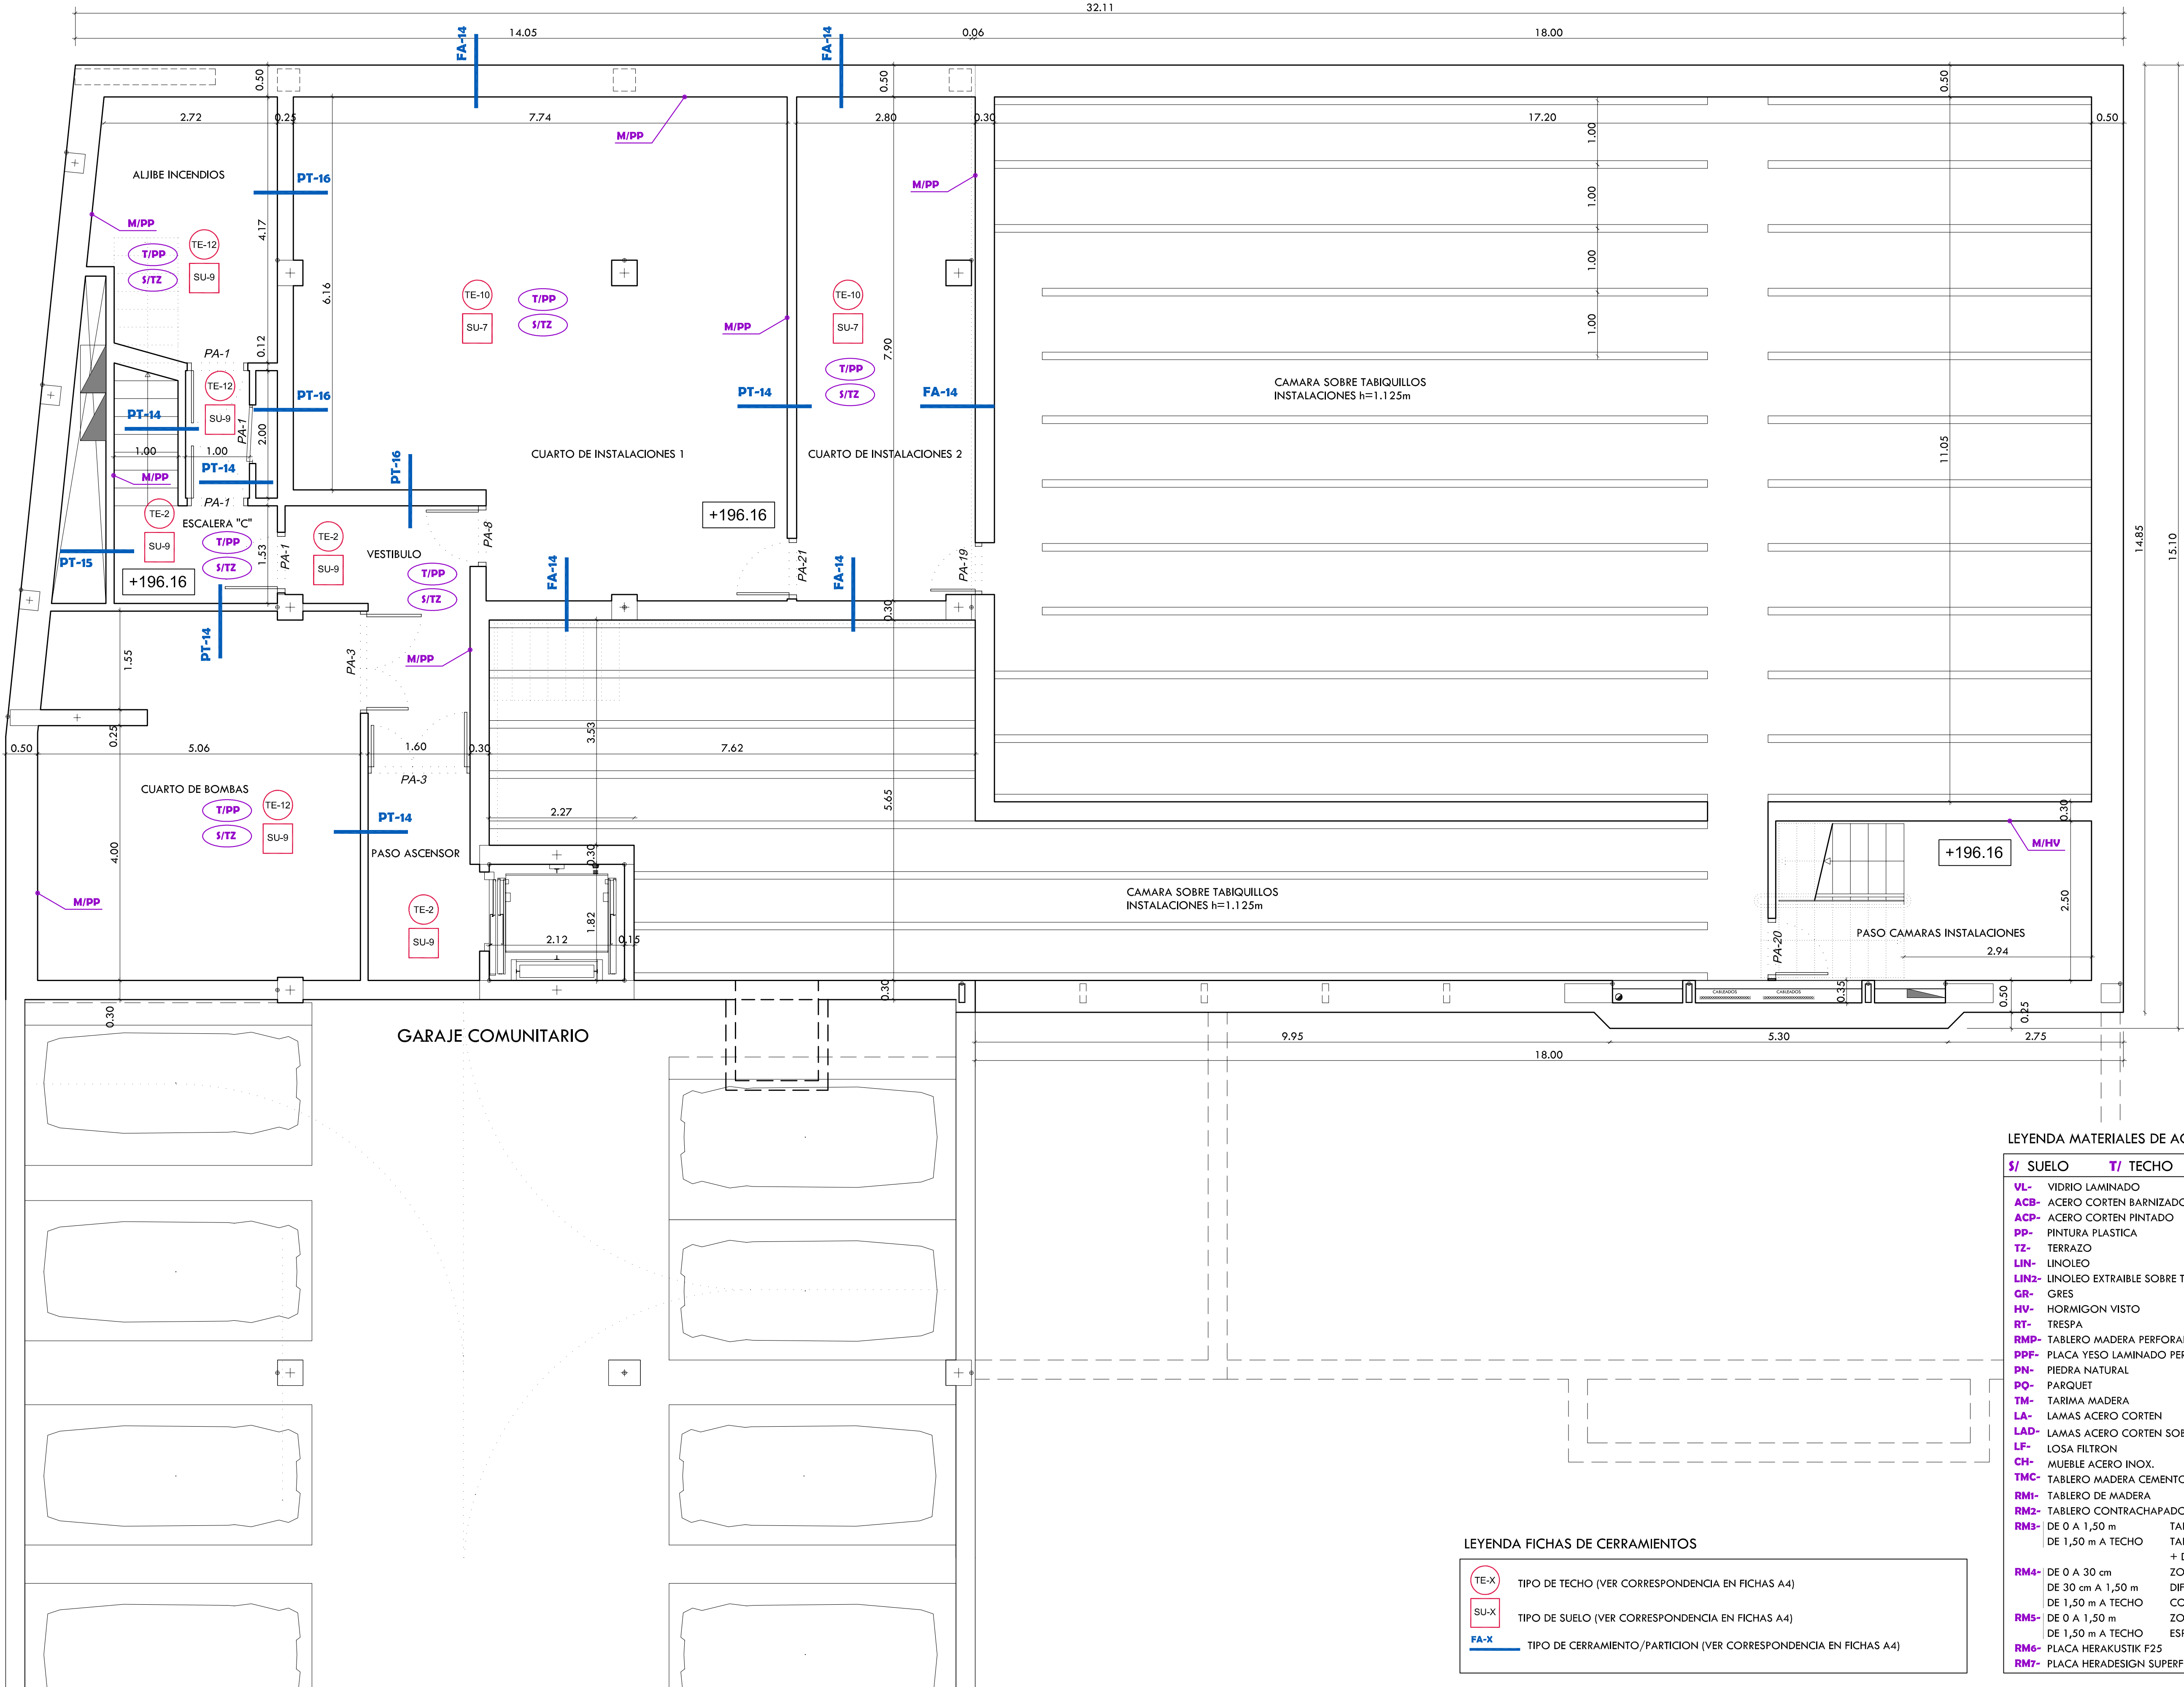 32.11
14.05
0.06
18.00
FA-14
FA-14
0.50
0.50
0.50
2.72
0.25
7.74
2.80
0.30
17.20
0.50
M/PP
1.00
ALJIBE INCENDIOS
PT-16
M/PP
1.00
M/PP
4.17
TE-12
T/PP
SU-9
S/TZ
1.00
6.16
TE-10
T/PP
SU-7
S/TZ
M/PP
TE-10
SU-7
1.00
7.90
0.12
PA-1
T/PP
S/TZ
TE-12
PT-16
SU-9
PT-14
PA-1
2.00
PT-14
FA-14
CAMARA SOBRE TABIQUILLOS
INSTALACIONES h=1.125m
11.05
1.00
1.00
PT-14
M/PP
PT-16
CUARTO DE INSTALACIONES 1
CUARTO DE INSTALACIONES 2
PA-1
TE-2
ESCALERA "C"
SU-9
T/PP
S/TZ
+196.16
PT-15
1.53
PA-1
TE-2
SU-9
VESTIBULO
T/PP
S/TZ
PA-8
+196.16
PA-21
PA-19
FA-14
FA-14
14.85
15.10
PT-14
0.30
1.55
PA-3
M/PP
3.53
0.25
0.50
5.06
1.60
0.30
7.62
PA-3
CUARTO DE BOMBAS
TE-12
T/PP
S/TZ
SU-9
PT-14
2.27
5.65
0.30
4.00
PASO ASCENSOR
0.30
+196.16
M/HV
M/PP
TE-2
SU-9
1.82
2.12
0.15
CAMARA SOBRE TABIQUILLOS
INSTALACIONES h=1.125m
2.50
PASO CAMARAS INSTALACIONES
PA-20
2.94
0.30
0.30
CABLEADOS
CABLEADOS
0.35
0.50
0.25
GARAJE COMUNITARIO
9.95
5.30
2.75
18.00
LEYENDA MATERIALES DE AC
S/ SUELO T/ TECHO
VL- VIDRIO LAMINADO
ACB- ACERO CORTEN BARNIZADO
ACP- ACERO CORTEN PINTADO
PP- PINTURA PLASTICA
TZ- TERRAZO
LIN- LINOLEO
LIN2- LINOLEO EXTRAIBLE SOBRE T
GR- GRES
HV- HORMIGON VISTO
RT- TRESPA
RMP- TABLERO MADERA PERFORA
PPF- PLACA YESO LAMINADO PER
PN- PIEDRA NATURAL
PQ- PARQUET
TM- TARIMA MADERA
LA- LAMAS ACERO CORTEN
LAD- LAMAS ACERO CORTEN SOB
LF- LOSA FILTRON
CH- MUEBLE ACERO INOX.
TMC- TABLERO MADERA CEMENTO
RM1- TABLERO DE MADERA
RM2- TABLERO CONTRACHAPADO
RM3- DE 0 A 1,50 m TAB
DE 1,50 m A TECHO TAB
+ D
RM4- DE 0 A 30 cm ZO
DE 30 cm A 1,50 m DIF
DE 1,50 m A TECHO CO
RM5- DE 0 A 1,50 m ZO
DE 1,50 m A TECHO ESP
RM6- PLACA HERAKUSTIK F25
RM7- PLACA HERADESIGN SUPERF
LEYENDA FICHAS DE CERRAMIENTOS
TE-X TIPO DE TECHO (VER CORRESPONDENCIA EN FICHAS A4)
SU-X TIPO DE SUELO (VER CORRESPONDENCIA EN FICHAS A4)
FA-X TIPO DE CERRAMIENTO/PARTICION (VER CORRESPONDENCIA EN FICHAS A4)